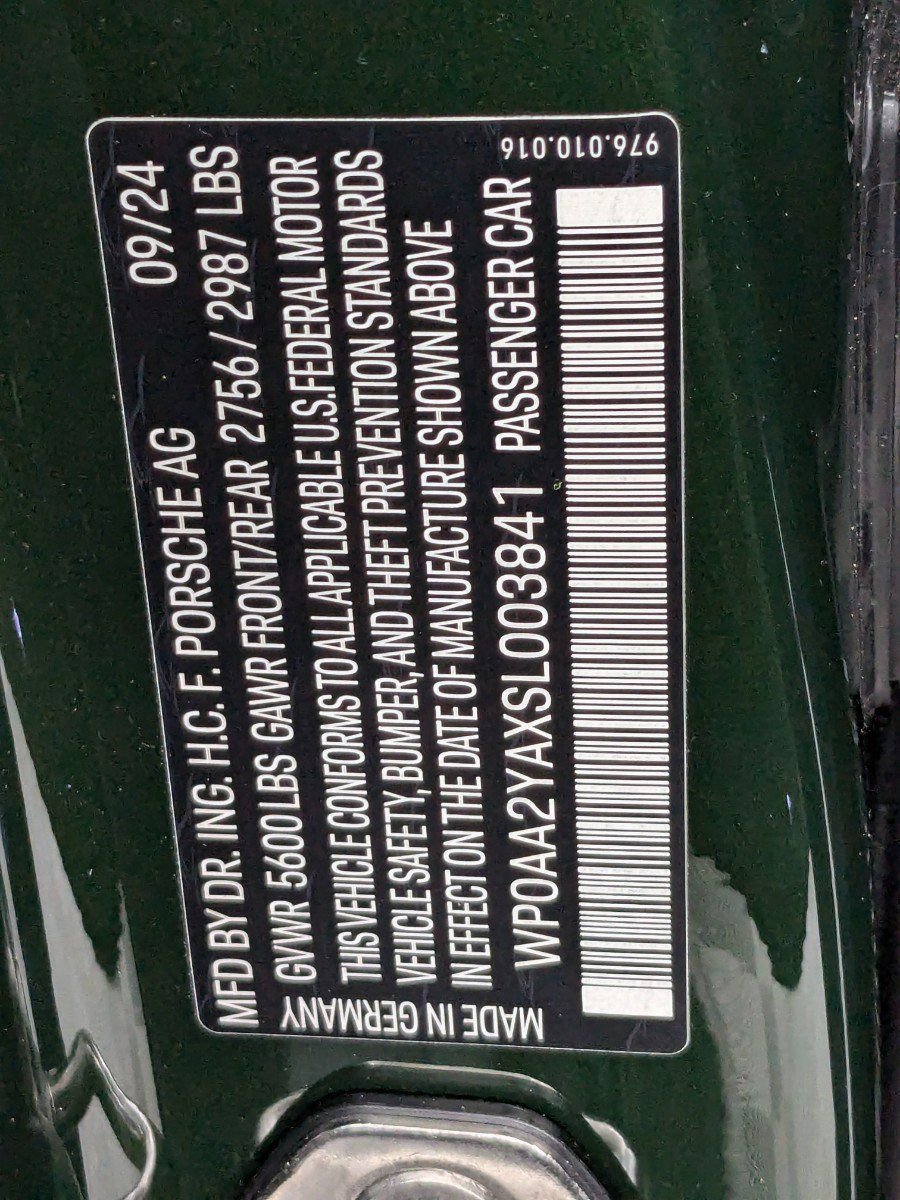 MFD BY DR. ING. H.C. F. PORSCHE AG 09/24
GVWR 5600 LBS GAWR FRONT/REAR 2756 / 2987 LBS
THIS VEHICLE CONFORMS TO ALL APPLICABLE U.S. FEDERAL MOTOR
VEHICLE SAFETY, BUMPER, AND THEFT PREVENTION STANDARDS
IN EFFECT ON THE DATE OF MANUFACTURE SHOWN ABOVE
WP0AA2YAXSL003841 PASSENGER CAR
MADE IN GERMANY
976.010.016